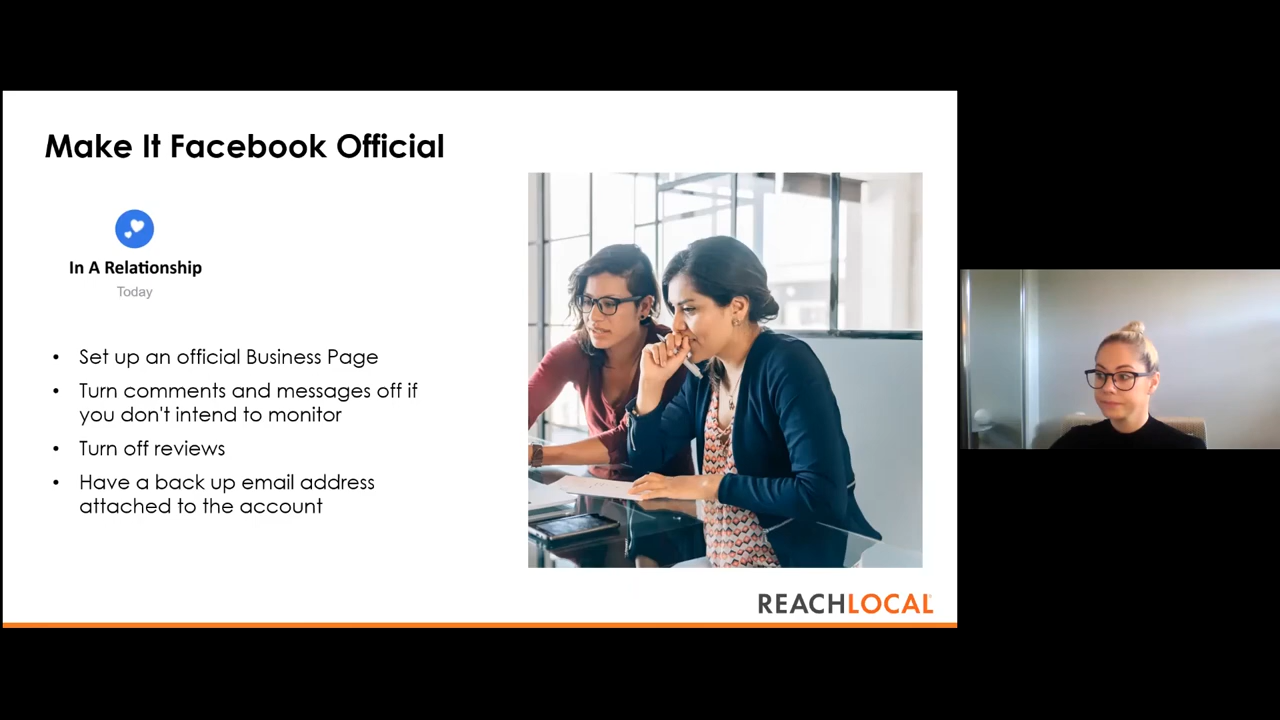 Make It Facebook Official
In A Relationship
Today
• Set up an official Business Page
• Turn comments and messages off if
you don't intend to monitor
• Turn off reviews
• Have a back up email address
attached to the account
REACHLOCAL